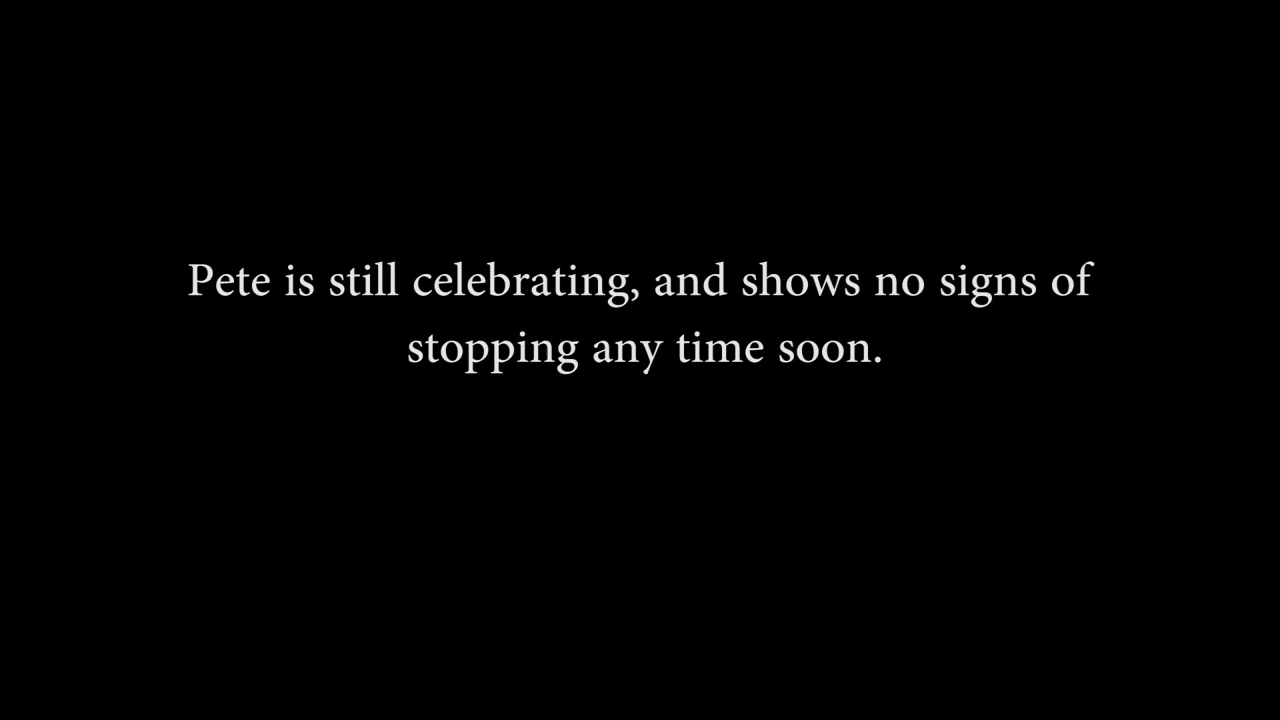 Pete is still celebrating, and shows no signs of
stopping any time soon.